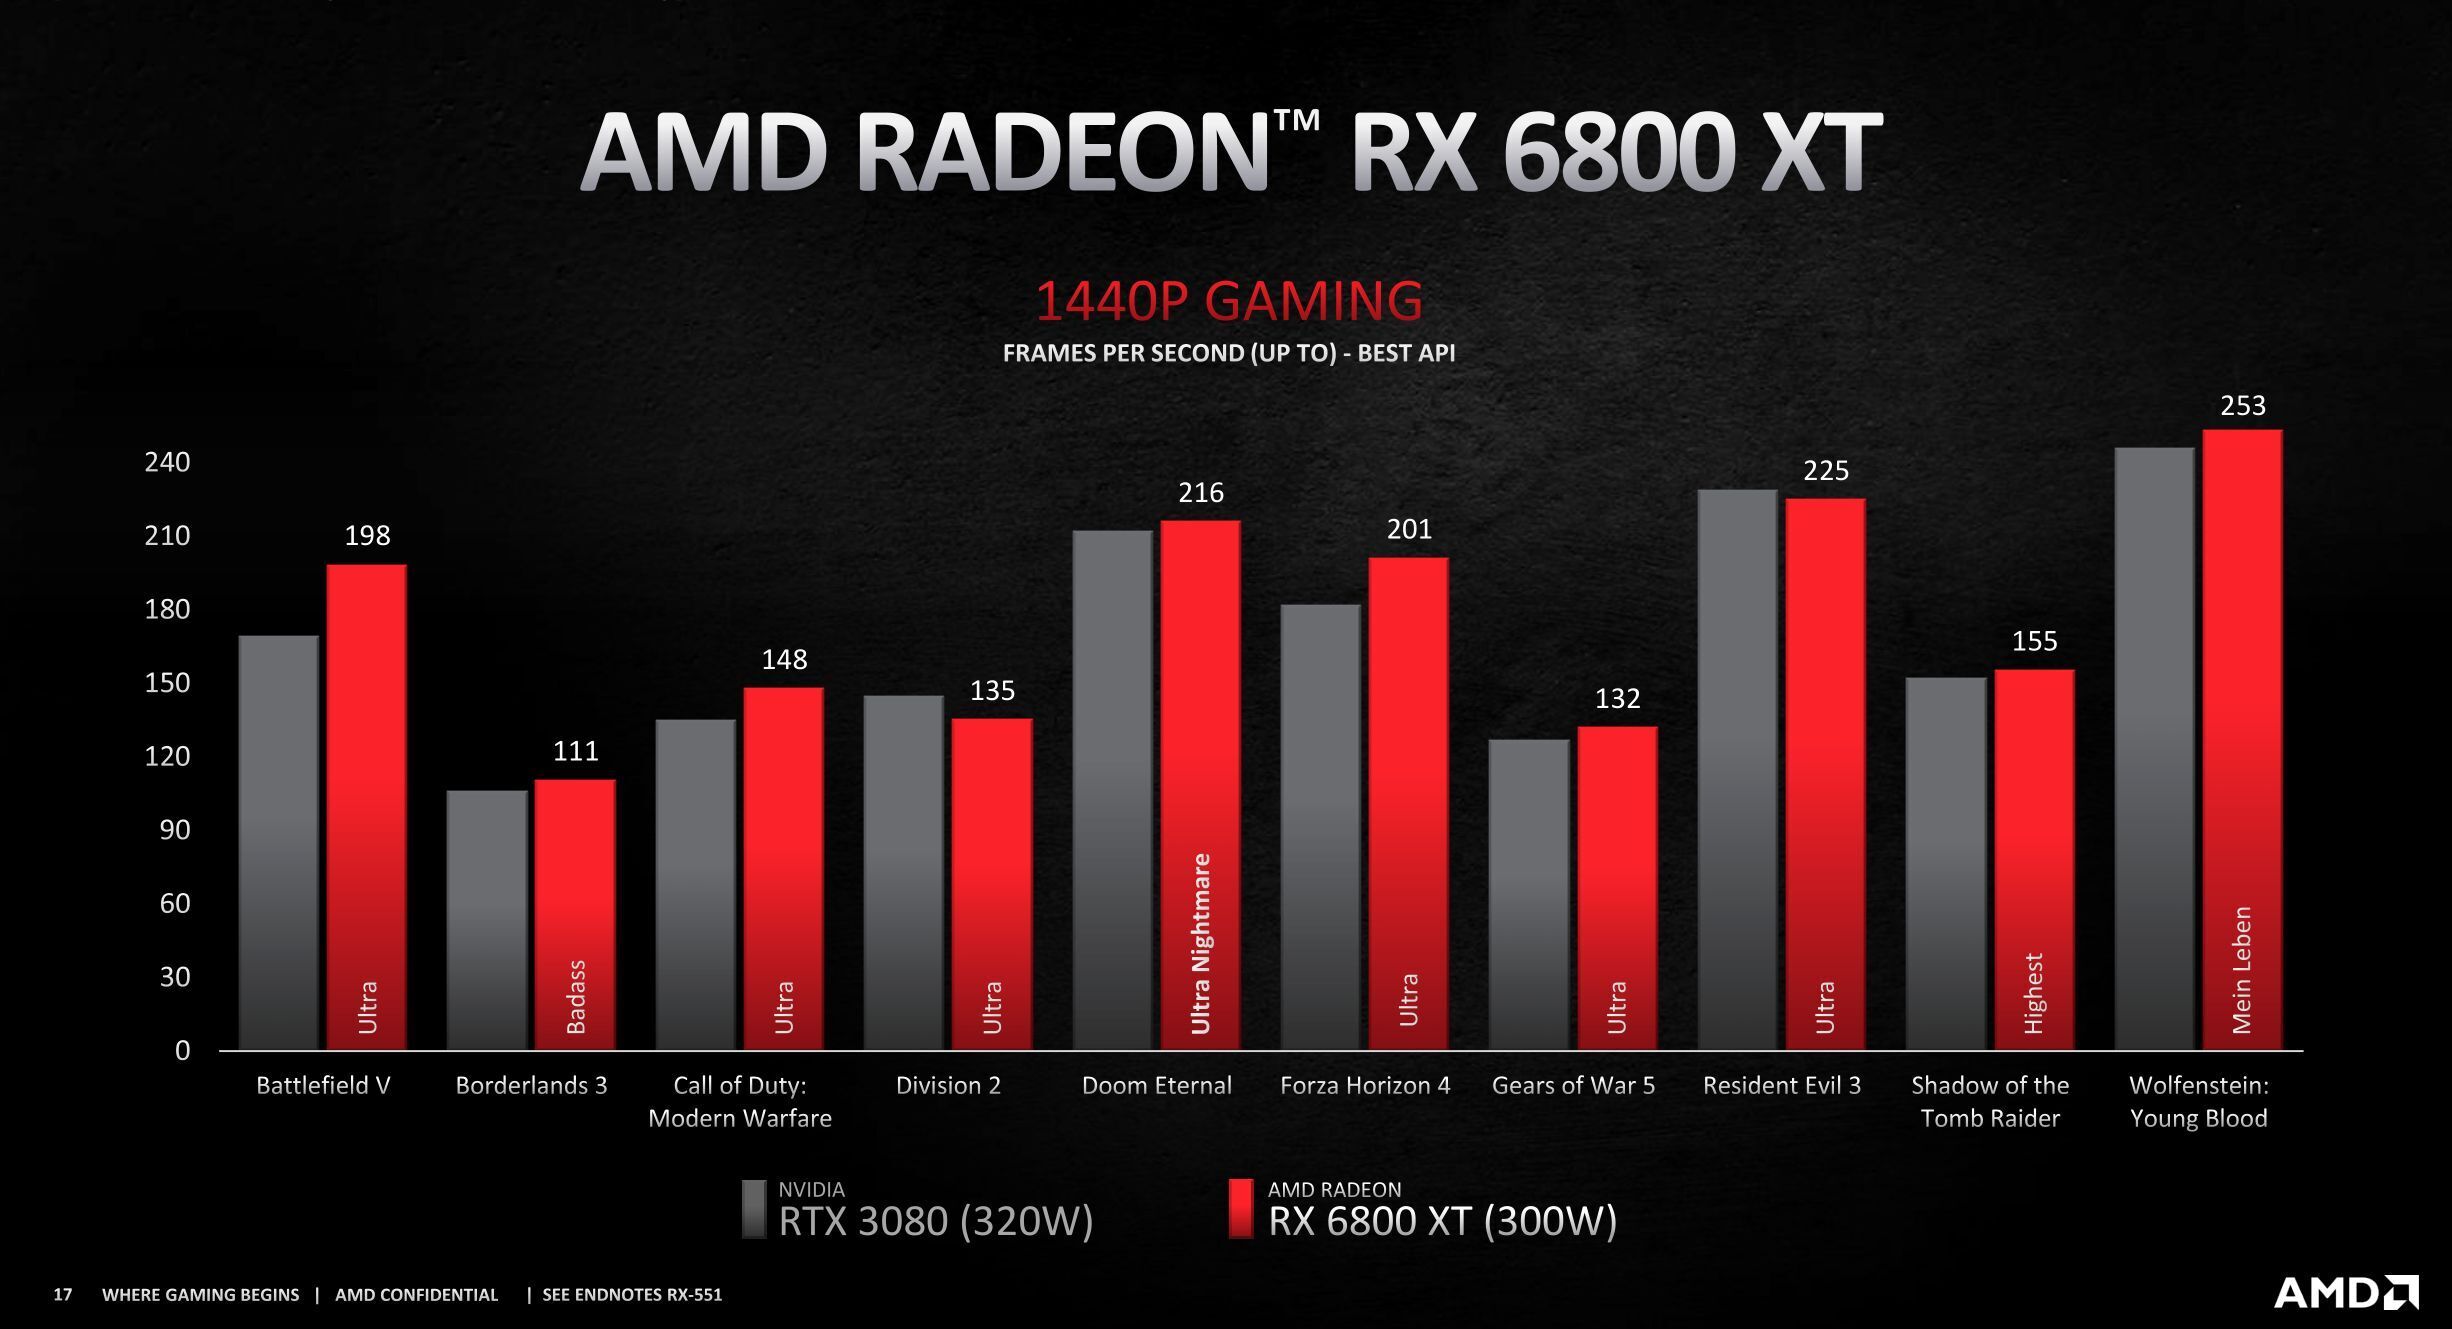 AMD RADEON™ RX 6800 XT
1440P GAMING
FRAMES PER SECOND (UP TO) - BEST API
240
210
180
150
120
90
60
30
0
198
111
148
135
216
201
132
225
155
253
Ultra
Badass
Ultra
Ultra
Ultra Nightmare
Ultra
Ultra
Ultra
Highest
Mein Leben
Battlefield V
Borderlands 3
Call of Duty:
Modern Warfare
Division 2
Doom Eternal
Forza Horizon 4
Gears of War 5
Resident Evil 3
Shadow of the
Tomb Raider
Wolfenstein:
Young Blood
NVIDIA
RTX 3080 (320W)
AMD RADEON
RX 6800 XT (300W)
17 WHERE GAMING BEGINS | AMD CONFIDENTIAL | SEE ENDNOTES RX-551
AMD